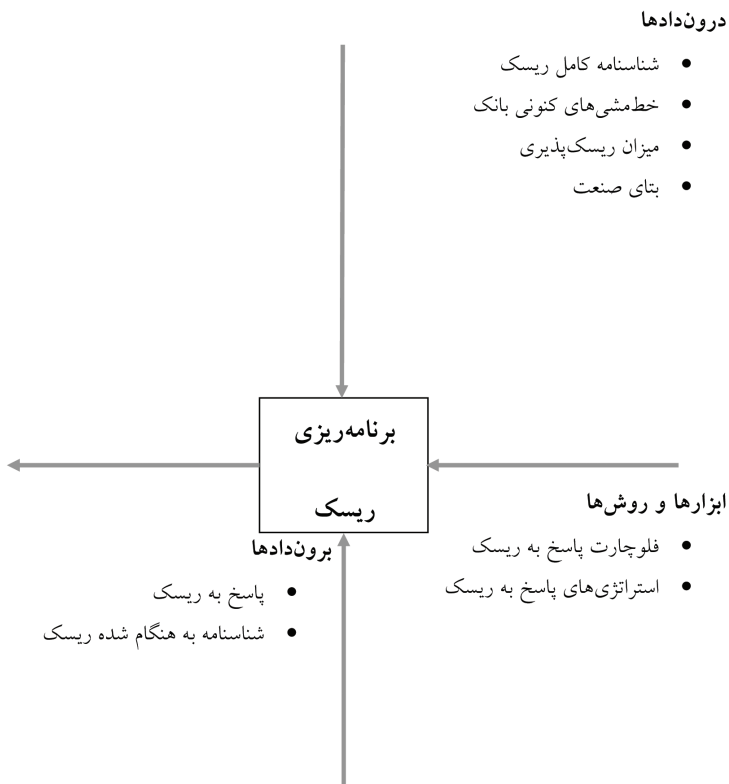 درون‌دادها
• شناسنامه کامل ریسک
• خط‌مشی‌های کنونی بانک
• میزان ریسک‌پذیری
• بتای صنعت
برنامه‌ریزی
ریسک
ابزارها و روش‌ها
• فلوچارت پاسخ به ریسک
• استراتژی‌های پاسخ به ریسک
برون‌دادها
• پاسخ به ریسک
• شناسنامه به هنگام شده ریسک